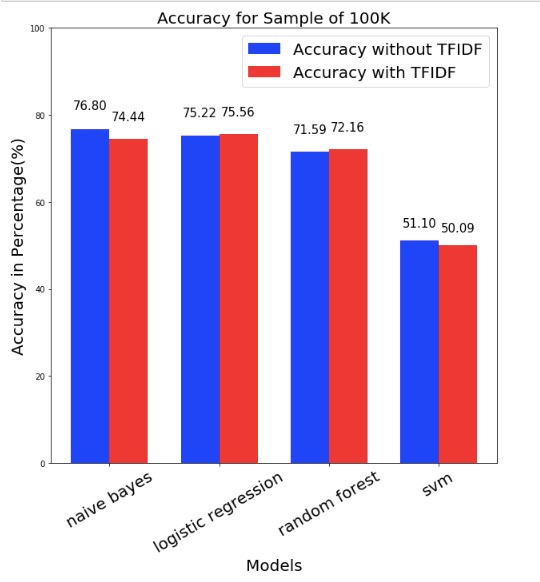 Accuracy for Sample of 100K
Accuracy without TFIDF
Accuracy with TFIDF
Accuracy in Percentage(%)
100
80
60
40
20
0
76.80
74.44
75.22
75.56
71.59
72.16
51.10
50.09
naive bayes
logistic regression
random forest
svm
Models